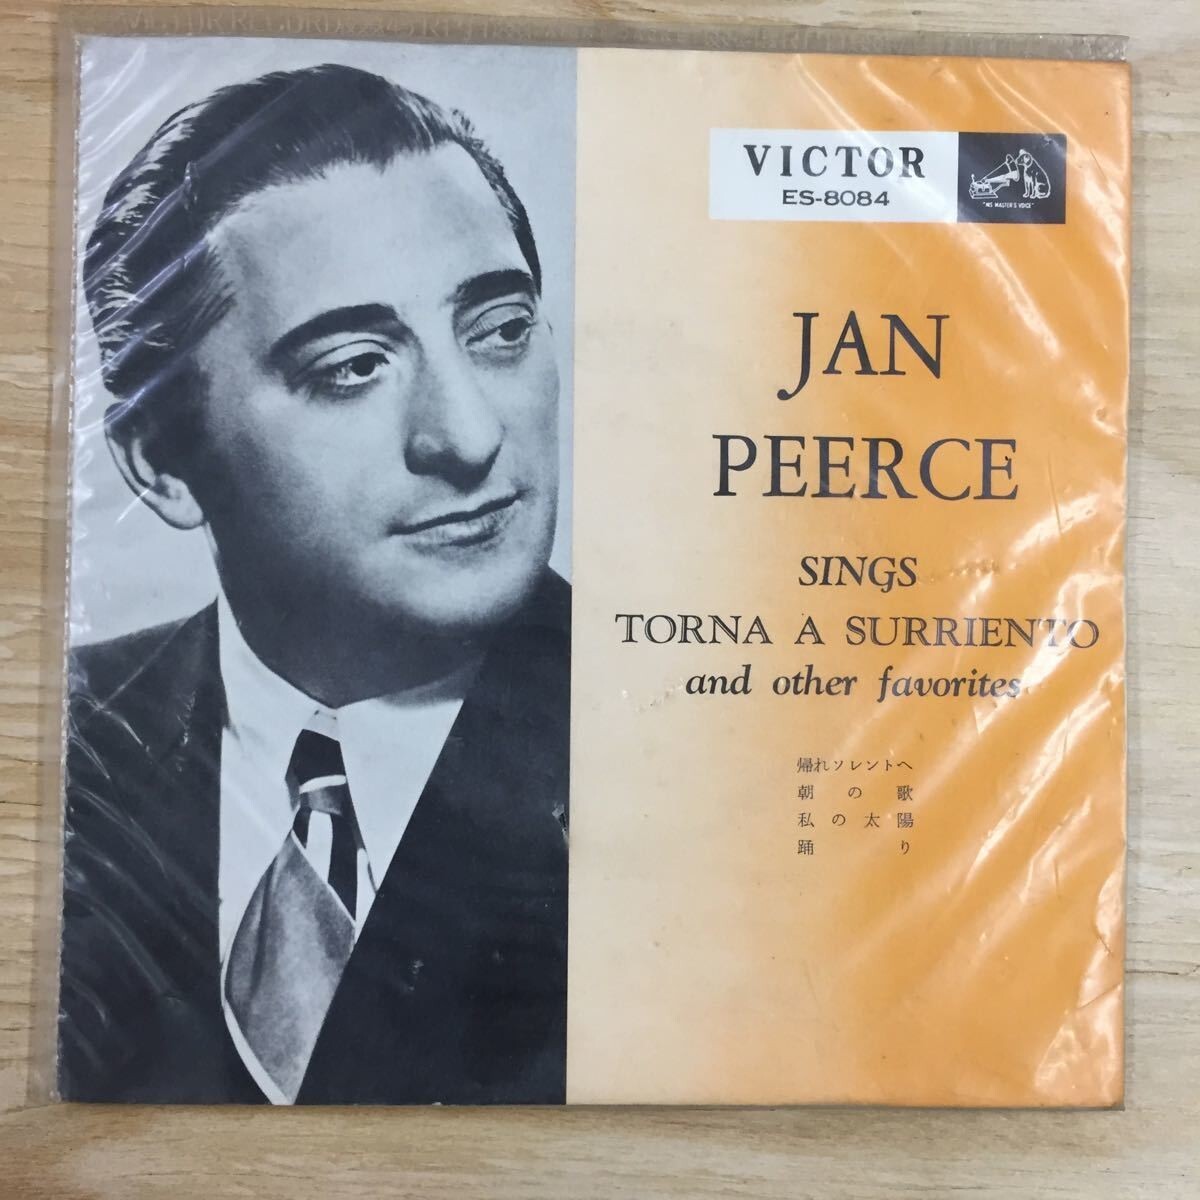 VICTOR
ES-8084
"HIS MASTER'S VOICE"
JAN
PEERCE
SINGS
TORNA A SURRIENTO
and other favorites
帰れソレントへ
朝の歌
私の太陽
踊り